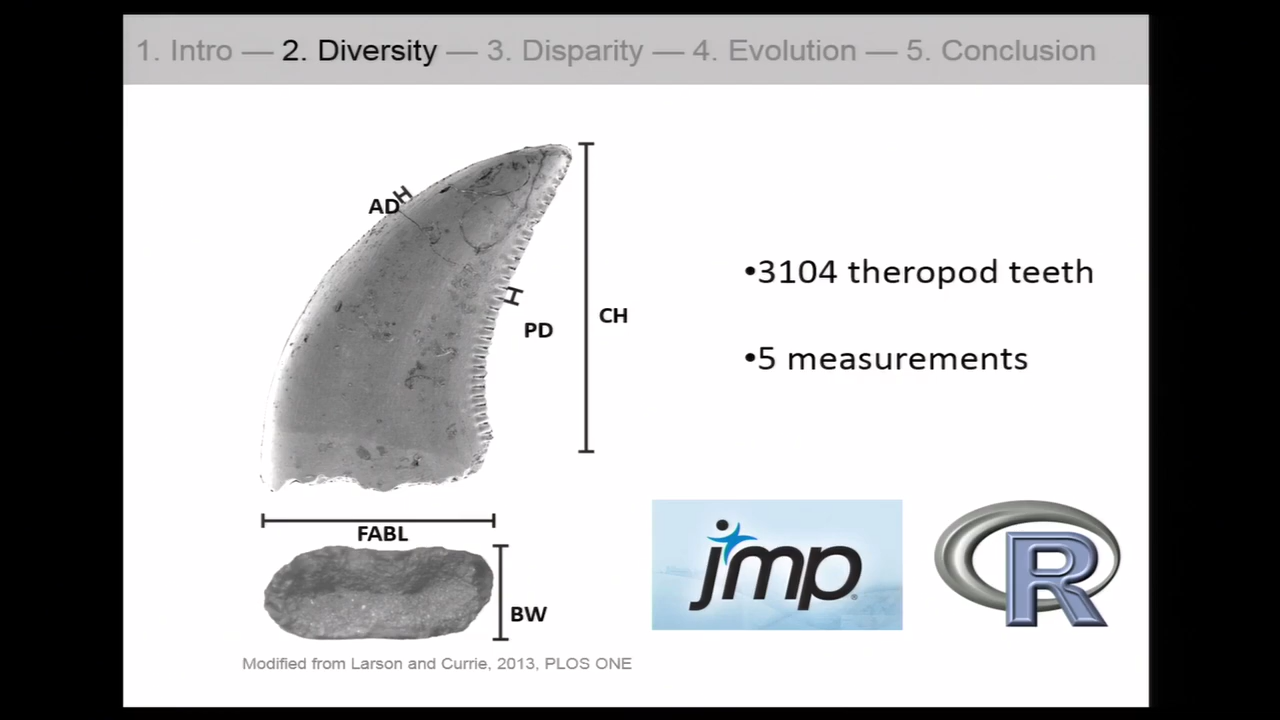 1. Intro — 2. Diversity — 3. Disparity — 4. Evolution — 5. Conclusion
AD
PD
CH
•3104 theropod teeth
•5 measurements
FABL
BW
jmp
R
Modified from Larson and Currie, 2013, PLOS ONE